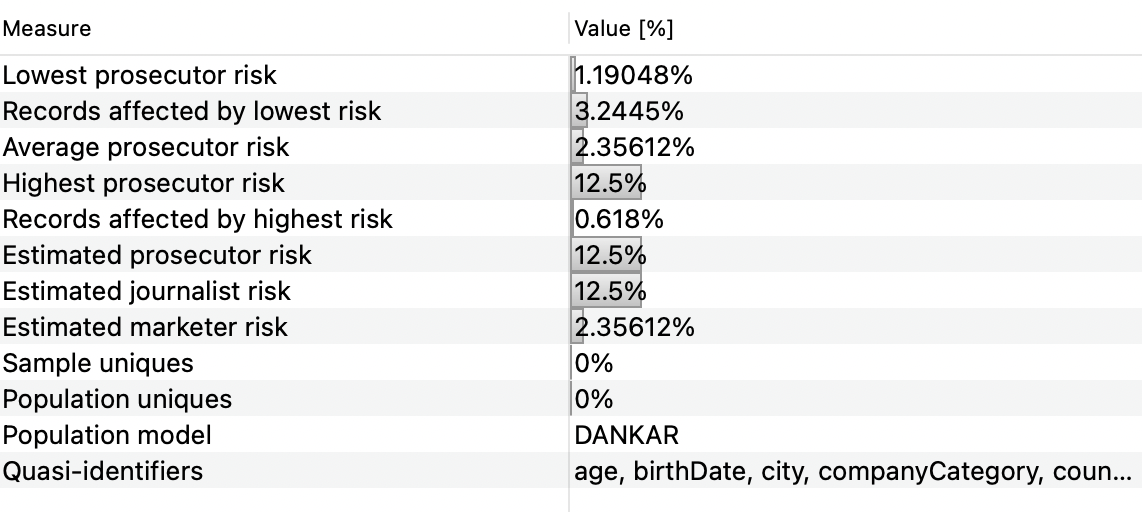 Measure Value [%]
Lowest prosecutor risk 1.19048%
Records affected by lowest risk 3.2445%
Average prosecutor risk 2.35612%
Highest prosecutor risk 12.5%
Records affected by highest risk 0.618%
Estimated prosecutor risk 12.5%
Estimated journalist risk 12.5%
Estimated marketer risk 2.35612%
Sample uniques 0%
Population uniques 0%
Population model DANKAR
Quasi-identifiers age, birthDate, city, companyCategory, coun...